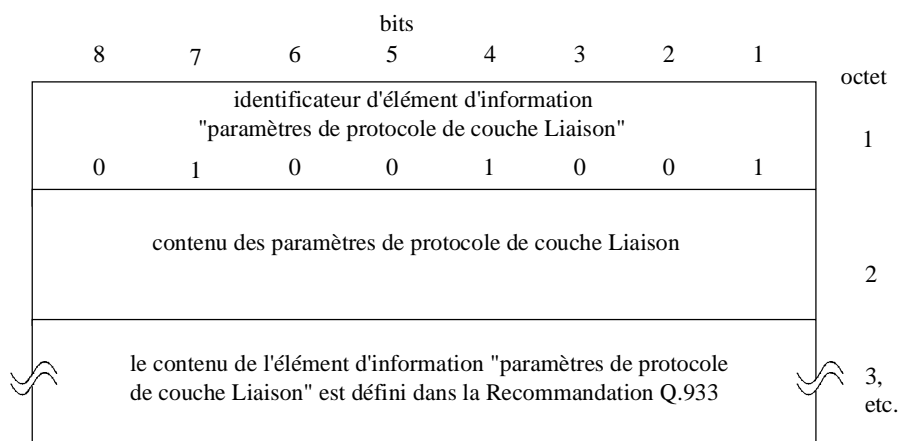 bits
8 7 6 5 4 3 2 1
octet
identificateur d'élément d'information
"paramètres de protocole de couche Liaison"
1
0 1 0 0 1 0 0 1
contenu des paramètres de protocole de couche Liaison
2
le contenu de l'élément d'information "paramètres de protocole
de couche Liaison" est défini dans la Recommandation Q.933
3,
etc.